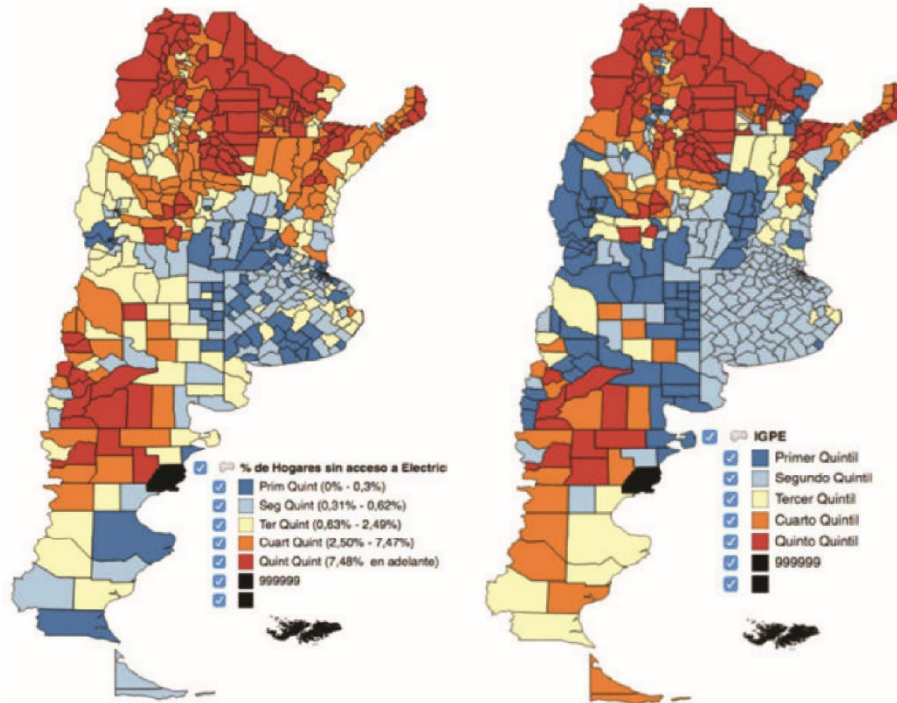 % de Hogares sin acceso a Electric
Prim Quint (0% - 0,3%)
Seg Quint (0,31% - 0,62%)
Ter Quint (0,63% - 2,49%)
Cuart Quint (2,50% - 7,47%)
Quint Quint (7,48% en adelante)
999999
IGPE
Primer Quintil
Segundo Quintil
Tercer Quintil
Cuarto Quintil
Quinto Quintil
999999